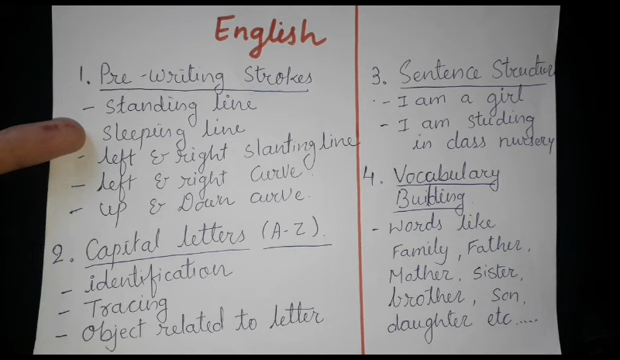 English
1. Pre-writing Strokes
- Standing line
Sleeping line
- left & right Slanting line
- left & right Curve
- up & Down curve.
2. Capital letters (A-Z).
- identification
- Tracing
- Object related to letter
3. Sentence Structure
- I am a girl
- I am studing
in class nursery
4. Vocabulary
Building
- Words like
Family, Father,
Mother, Sister,
brother, Son,
daughter etc.....